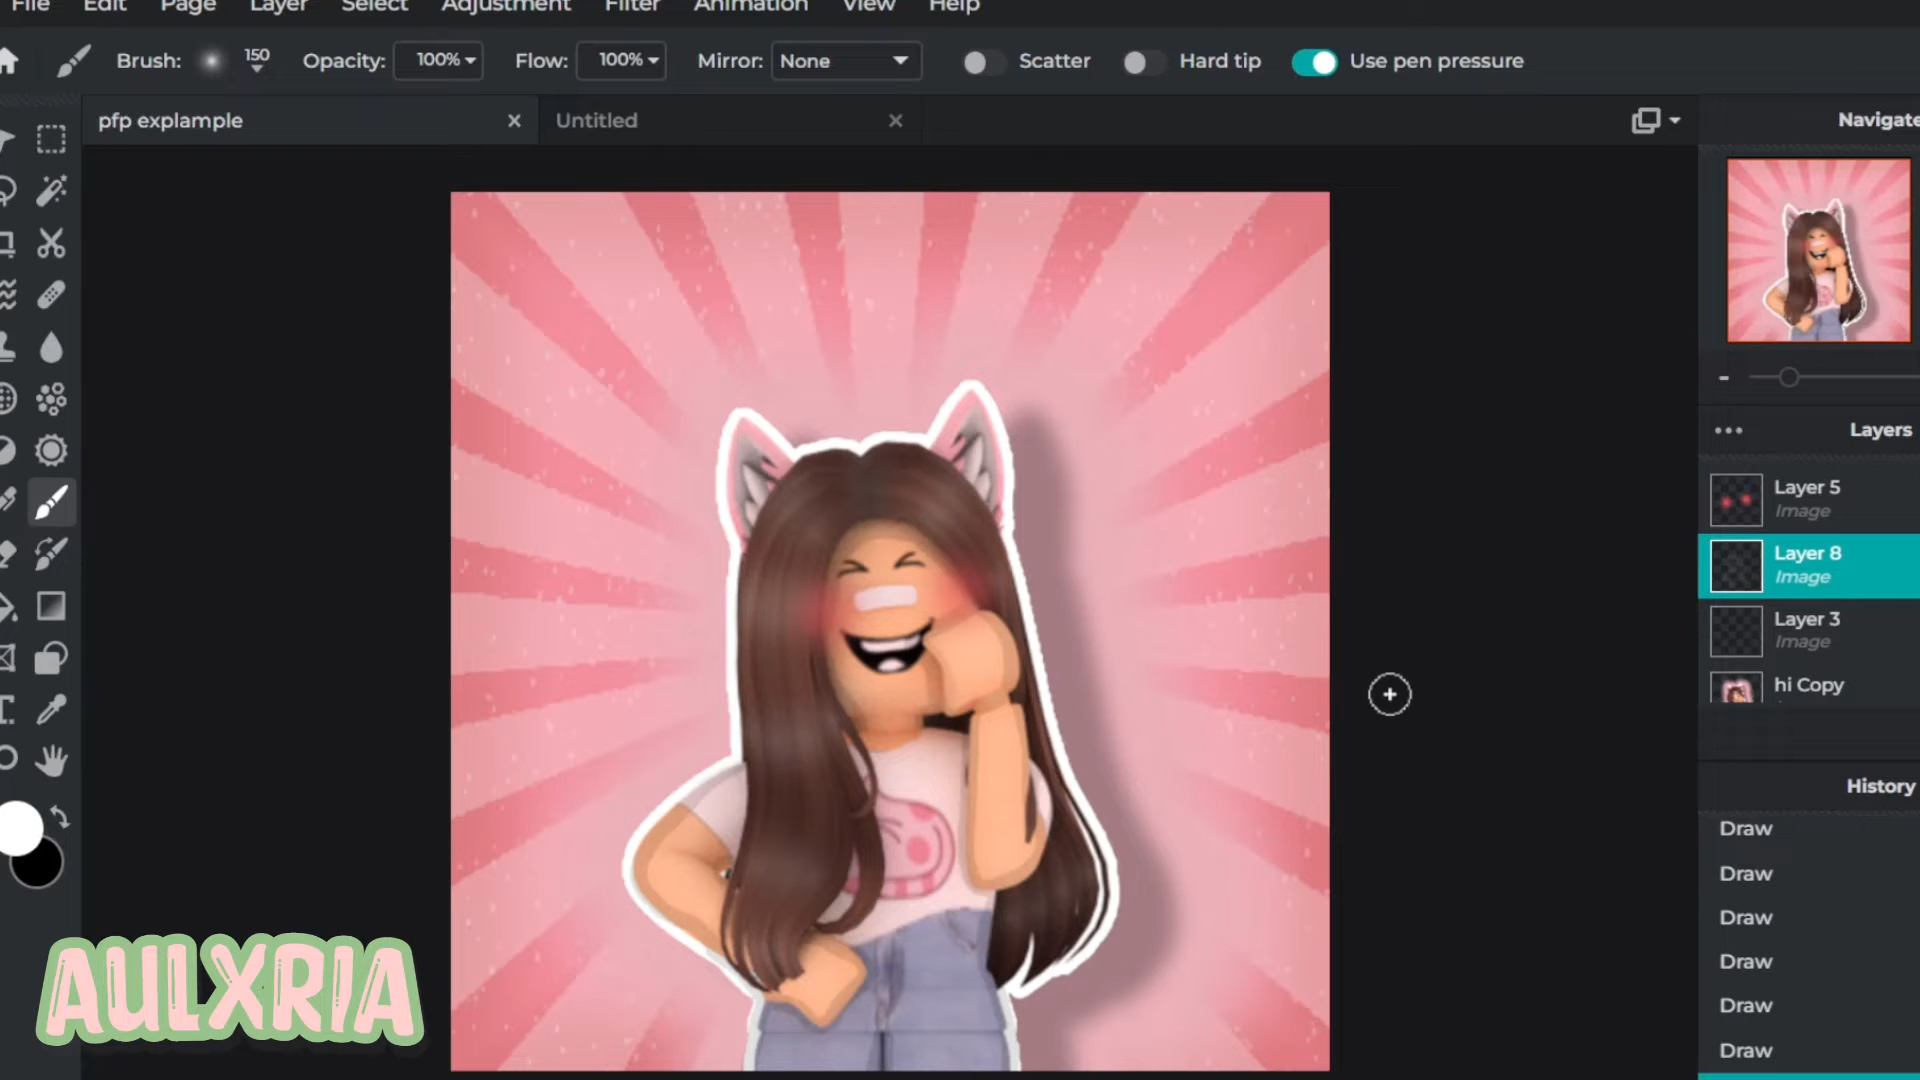 File Edit Page Layer Select Adjustment Filter Animation View Help
Brush: 150 Opacity: 100% Flow: 100% Mirror: None Scatter Hard tip Use pen pressure
pfp explample Untitled
Navigate
Layers
Layer 5
Image
Layer 8
Image
Layer 3
Image
hi Copy
History
Draw
Draw
Draw
Draw
Draw
Draw
AULXRIA